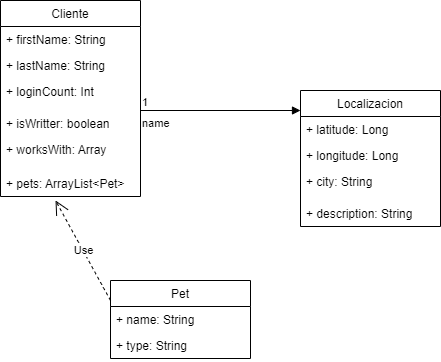 Cliente
+ firstName: String
+ lastName: String
+ loginCount: Int
+ isWritter: boolean
+ worksWith: Array
+ pets: ArrayList<Pet>
1
name
Localizacion
+ latitude: Long
+ longitude: Long
+ city: String
+ description: String
Use
Pet
+ name: String
+ type: String